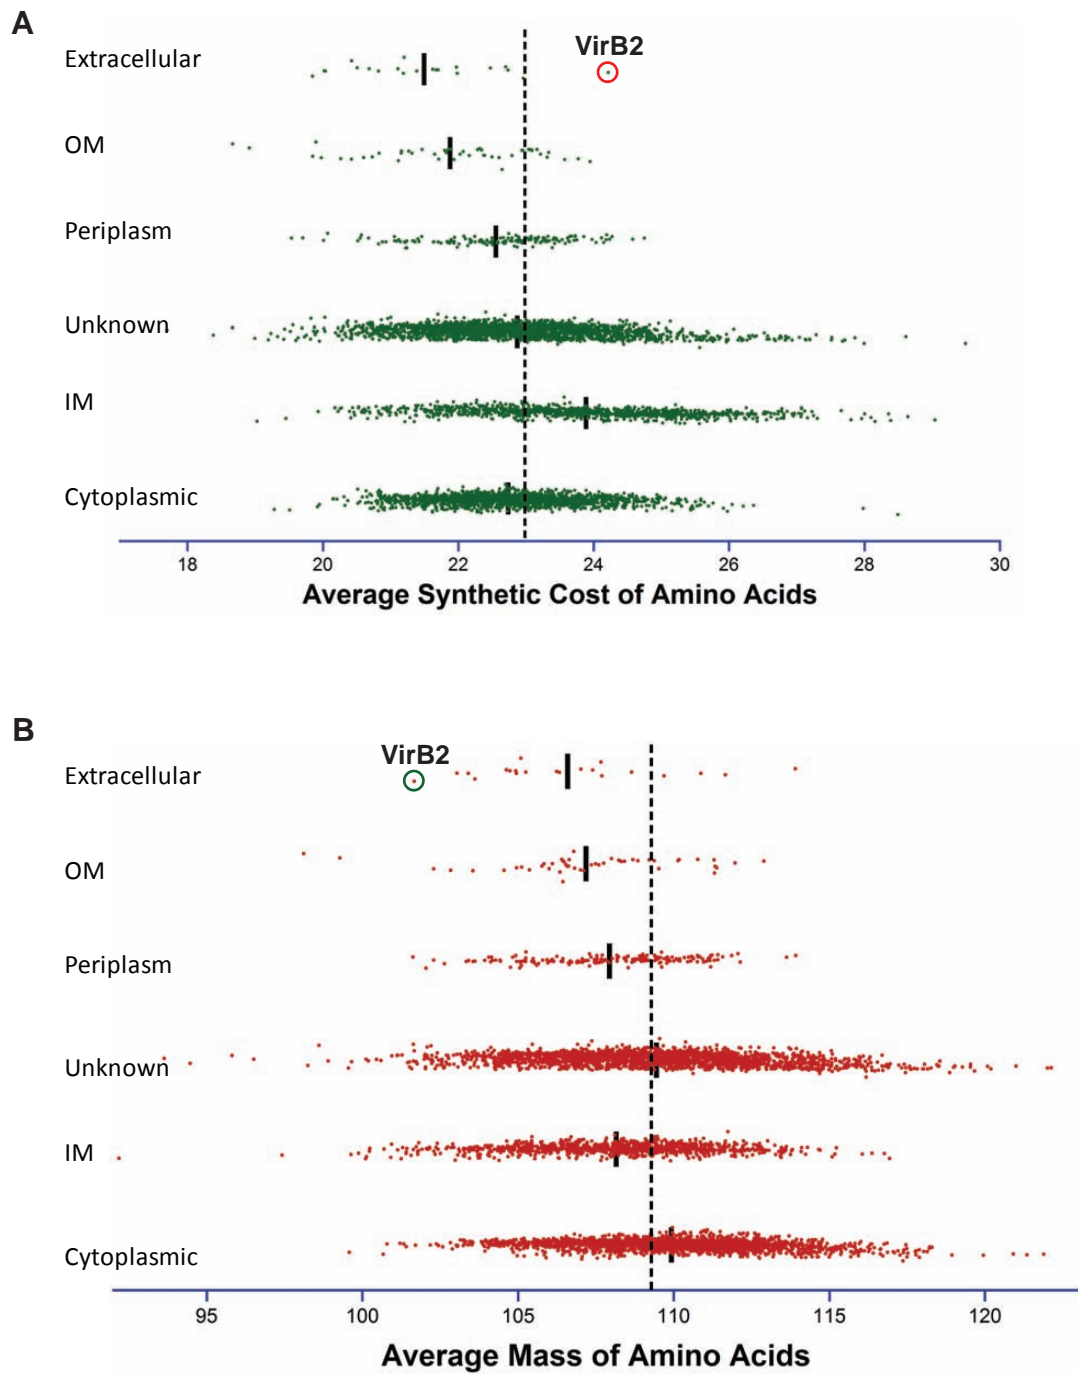 A
Extracellular
VirB2
OM
Periplasm
Unknown
IM
Cytoplasmic
18 20 22 24 26 28 30
Average Synthetic Cost of Amino Acids
B
VirB2
Extracellular
OM
Periplasm
Unknown
IM
Cytoplasmic
95 100 105 110 115 120
Average Mass of Amino Acids